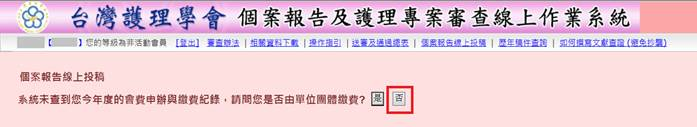 台灣護理學會 個案報告及護理專案審查線上作業系統
【 】您的等級為非活動會員 [登出] 審查辦法 | 相關資料下載 | 操作指引 | 送審及通過標表 | 個案報告線上投稿 | 歷年稿件查詢 | 如何撰寫文獻查證 (避免抄襲)
個案報告線上投稿
系統未查到您今年度的會費申辦與繳費紀錄，請問您是否由單位團體繳費? 是 否